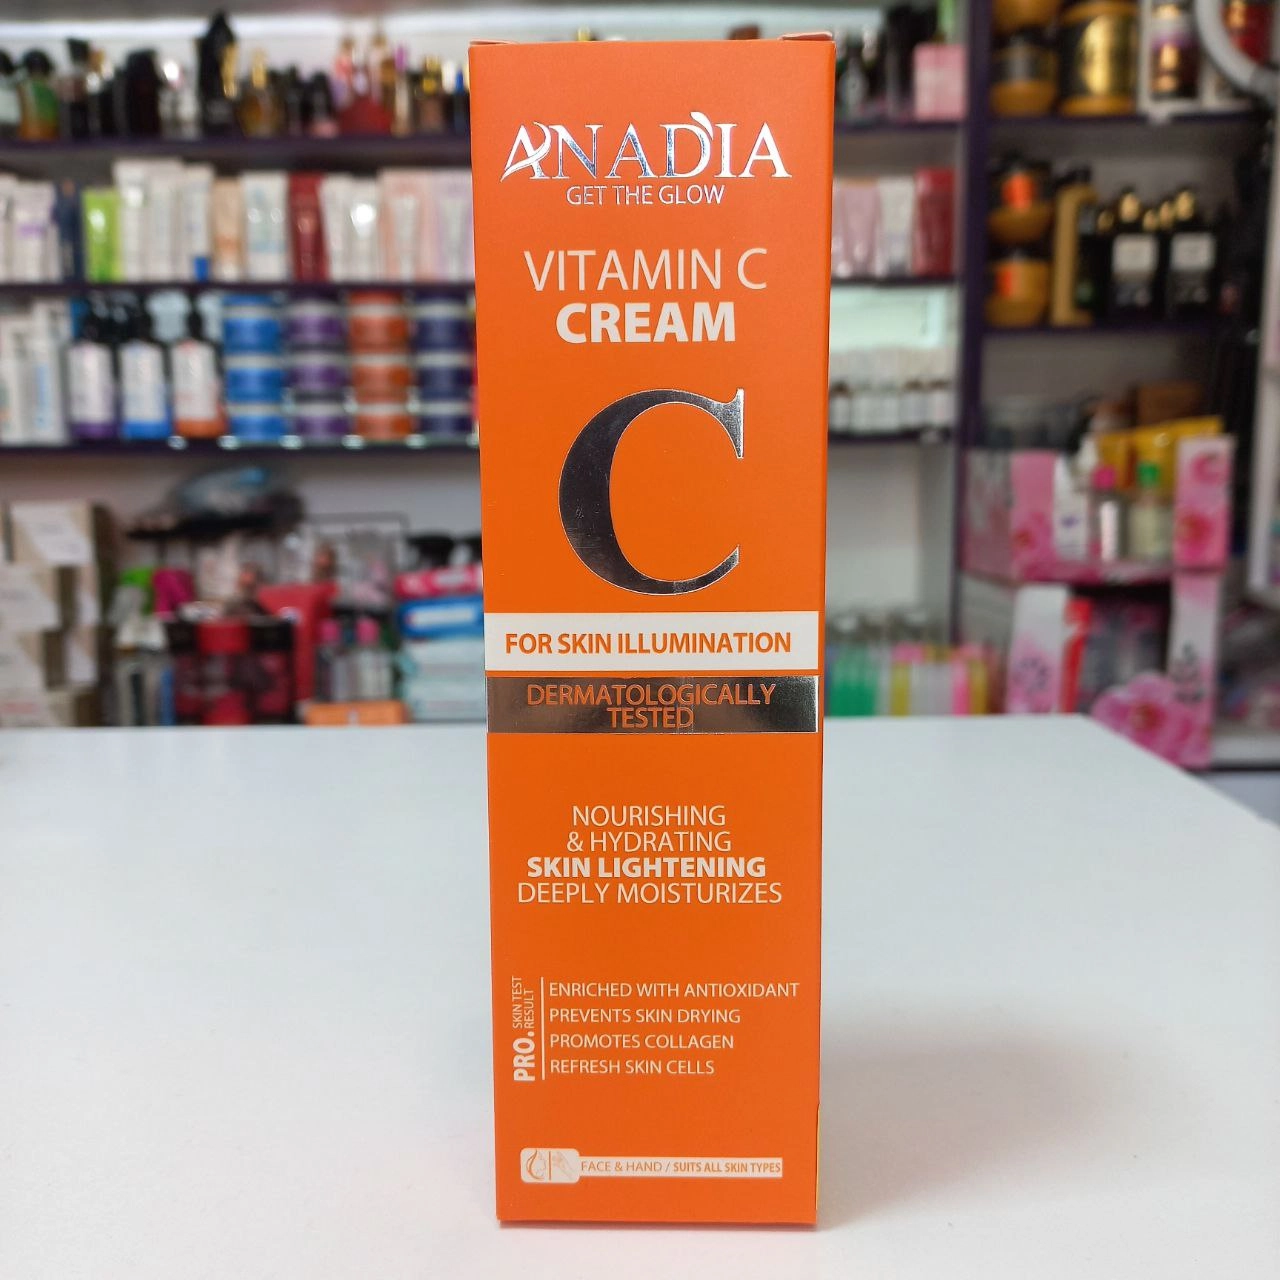 ANADIA
GET THE GLOW
VITAMIN C
CREAM
C
FOR SKIN ILLUMINATION
DERMATOLOGICALLY
TESTED
NOURISHING
& HYDRATING
SKIN LIGHTENING
DEEPLY MOISTURIZES
PRO. SKIN TEST
RESULT
ENRICHED WITH ANTIOXIDANT
PREVENTS SKIN DRYING
PROMOTES COLLAGEN
REFRESH SKIN CELLS
FACE & HAND / SUITS ALL SKIN TYPES